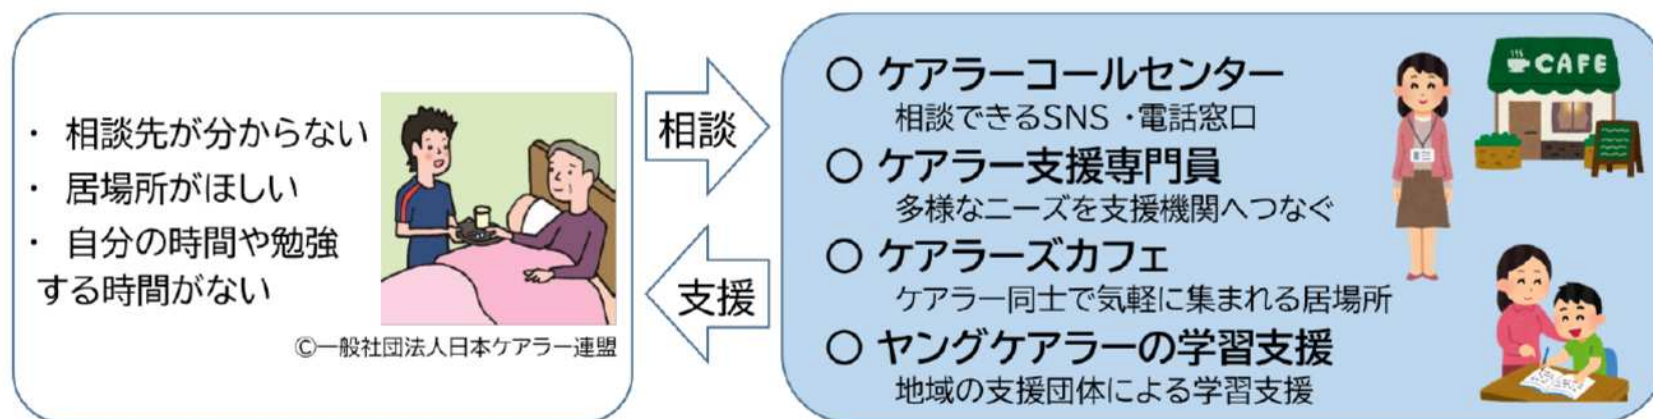 ・ 相談先が分からない
・ 居場所がほしい
・ 自分の時間や勉強
する時間がない
©一般社団法人日本ケアラー連盟
相談
支援
○ ケアラーコールセンター
相談できるSNS・電話窓口
○ ケアラー支援専門員
多様なニーズを支援機関へつなぐ
○ ケアラーズカフェ
ケアラー同士で気軽に集まれる居場所
○ ヤングケアラーの学習支援
地域の支援団体による学習支援
CAFE